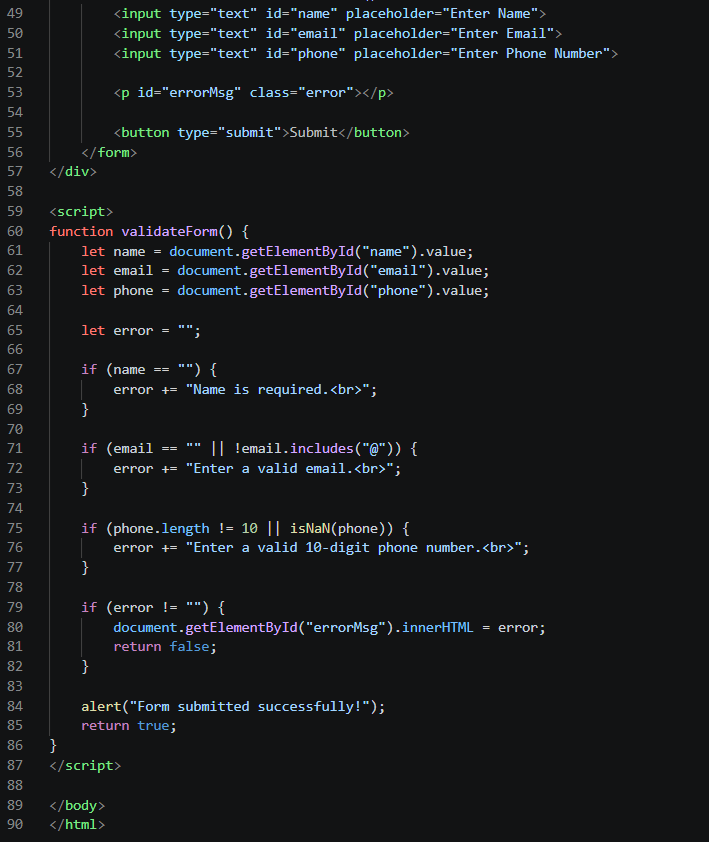 49 <input type="text" id="name" placeholder="Enter Name">
50 <input type="text" id="email" placeholder="Enter Email">
51 <input type="text" id="phone" placeholder="Enter Phone Number">
52
53 <p id="errorMsg" class="error"></p>
54
55 <button type="submit">Submit</button>
56 </form>
57 </div>
58
59 <script>
60 function validateForm() {
61 let name = document.getElementById("name").value;
62 let email = document.getElementById("email").value;
63 let phone = document.getElementById("phone").value;
64
65 let error = "";
66
67 if (name == "") {
68 error += "Name is required.<br>";
69 }
70
71 if (email == "" || !email.includes("@")) {
72 error += "Enter a valid email.<br>";
73 }
74
75 if (phone.length != 10 || isNaN(phone)) {
76 error += "Enter a valid 10-digit phone number.<br>";
77 }
78
79 if (error != "") {
80 document.getElementById("errorMsg").innerHTML = error;
81 return false;
82 }
83
84 alert("Form submitted successfully!");
85 return true;
86 }
87 </script>
88
89 </body>
90 </html>